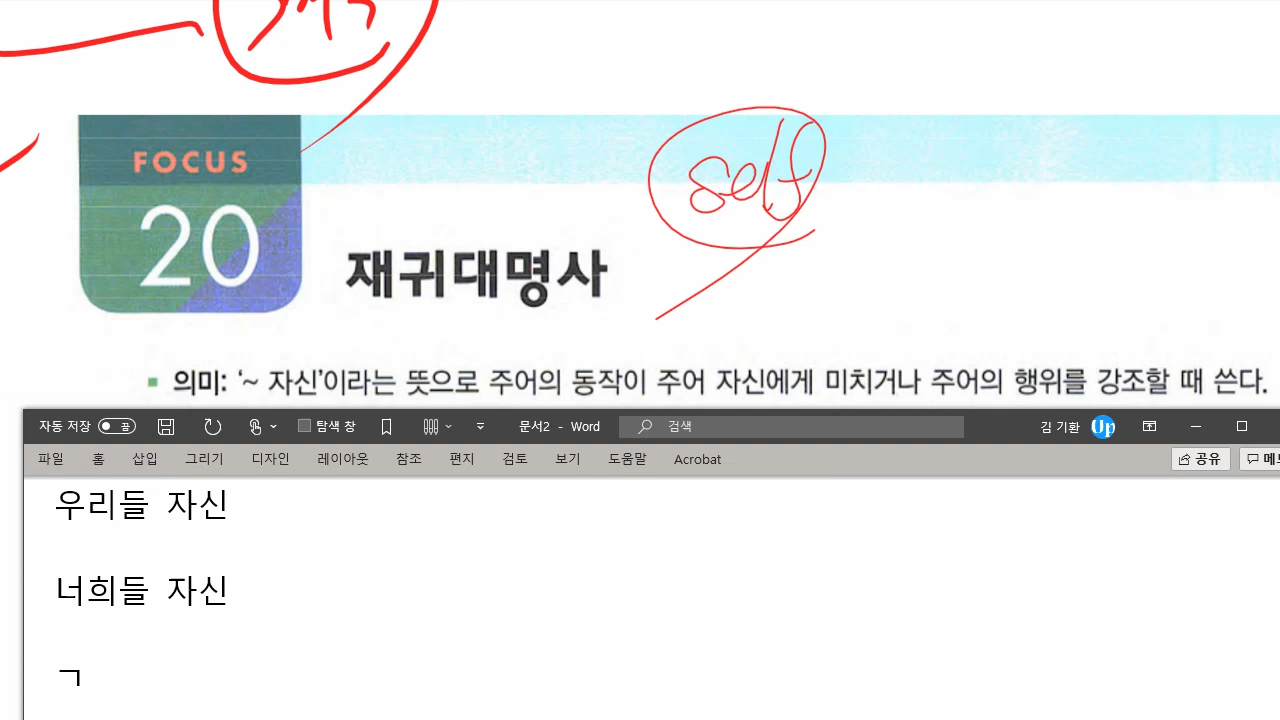 FOCUS
20
self
재귀대명사
▪ 의미: ‘~ 자신’이라는 뜻으로 주어의 동작이 주어 자신에게 미치거나 주어의 행위를 강조할 때 쓴다.
자동 저장 끔 탐색 창 문서2 - Word 검색 김 기환 Up
파일 홈 삽입 그리기 디자인 레이아웃 참조 편지 검토 보기 도움말 Acrobat 공유
우리들 자신
너희들 자신
ㄱ